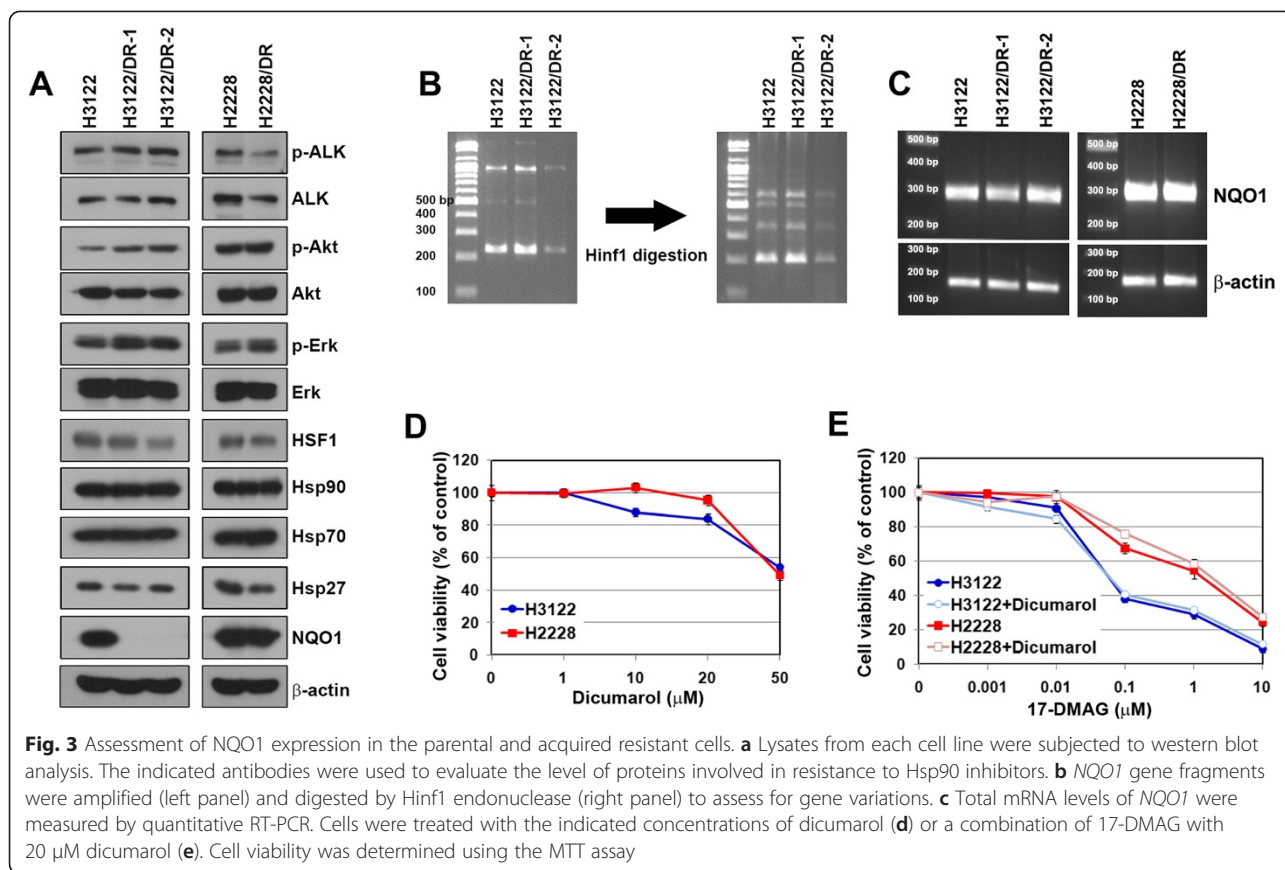 A
H3122
H3122/DR-1
H3122/DR-2
H2228
H2228/DR
p-ALK
ALK
p-Akt
Akt
p-Erk
Erk
HSF1
Hsp90
Hsp70
Hsp27
NQO1
β-actin
B
H3122
H3122/DR-1
H3122/DR-2
500 bp
400
300
200
100
Hinf1 digestion
H3122
H3122/DR-1
H3122/DR-2
C
H3122
H3122/DR-1
H3122/DR-2
H2228
H2228/DR
500 bp
400 bp
300 bp
200 bp
500 bp
400 bp
300 bp
200 bp
NQO1
300 bp
200 bp
100 bp
300 bp
200 bp
100 bp
β-actin
D
Cell viability (% of control)
120
100
80
60
40
20
0
H3122
H2228
0 1 10 20 50
Dicumarol (μM)
E
Cell viability (% of control)
120
100
80
60
40
20
0
H3122
H3122+Dicumarol
H2228
H2228+Dicumarol
0 0.001 0.01 0.1 1 10
17-DMAG (μM)
Fig. 3 Assessment of NQO1 expression in the parental and acquired resistant cells. a Lysates from each cell line were subjected to western blot
analysis. The indicated antibodies were used to evaluate the level of proteins involved in resistance to Hsp90 inhibitors. b NQO1 gene fragments
were amplified (left panel) and digested by Hinf1 endonuclease (right panel) to assess for gene variations. c Total mRNA levels of NQO1 were
measured by quantitative RT-PCR. Cells were treated with the indicated concentrations of dicumarol (d) or a combination of 17-DMAG with
20 μM dicumarol (e). Cell viability was determined using the MTT assay